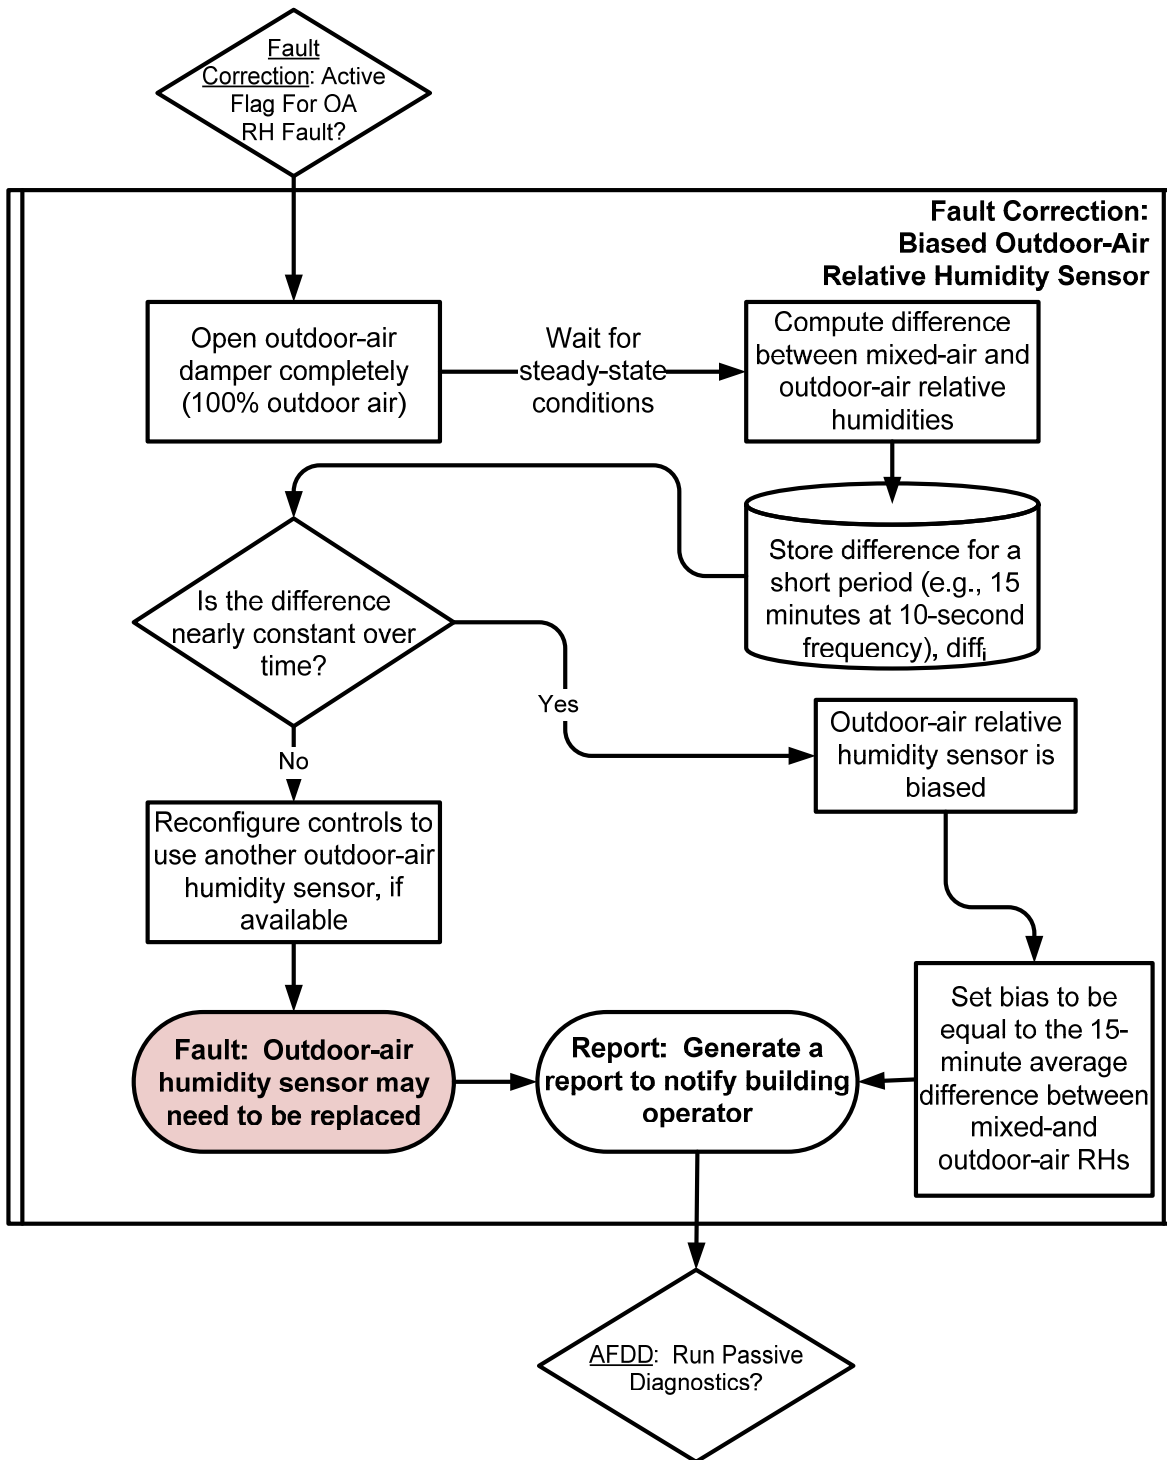 Fault
Correction: Active
Flag For OA
RH Fault?
Fault Correction:
Biased Outdoor-Air
Relative Humidity Sensor
Open outdoor-air
damper completely
(100% outdoor air)
Wait for
steady-state
conditions
Compute difference
between mixed-air and
outdoor-air relative
humidities
Store difference for a
short period (e.g., 15
minutes at 10-second
frequency), diffi
Is the difference
nearly constant over
time?
Yes
No
Outdoor-air relative
humidity sensor is
biased
Reconfigure controls to
use another outdoor-air
humidity sensor, if
available
Set bias to be
equal to the 15-
minute average
difference between
mixed-and
outdoor-air RHs
Fault: Outdoor-air
humidity sensor may
need to be replaced
Report: Generate a
report to notify building
operator
AFDD: Run Passive
Diagnostics?